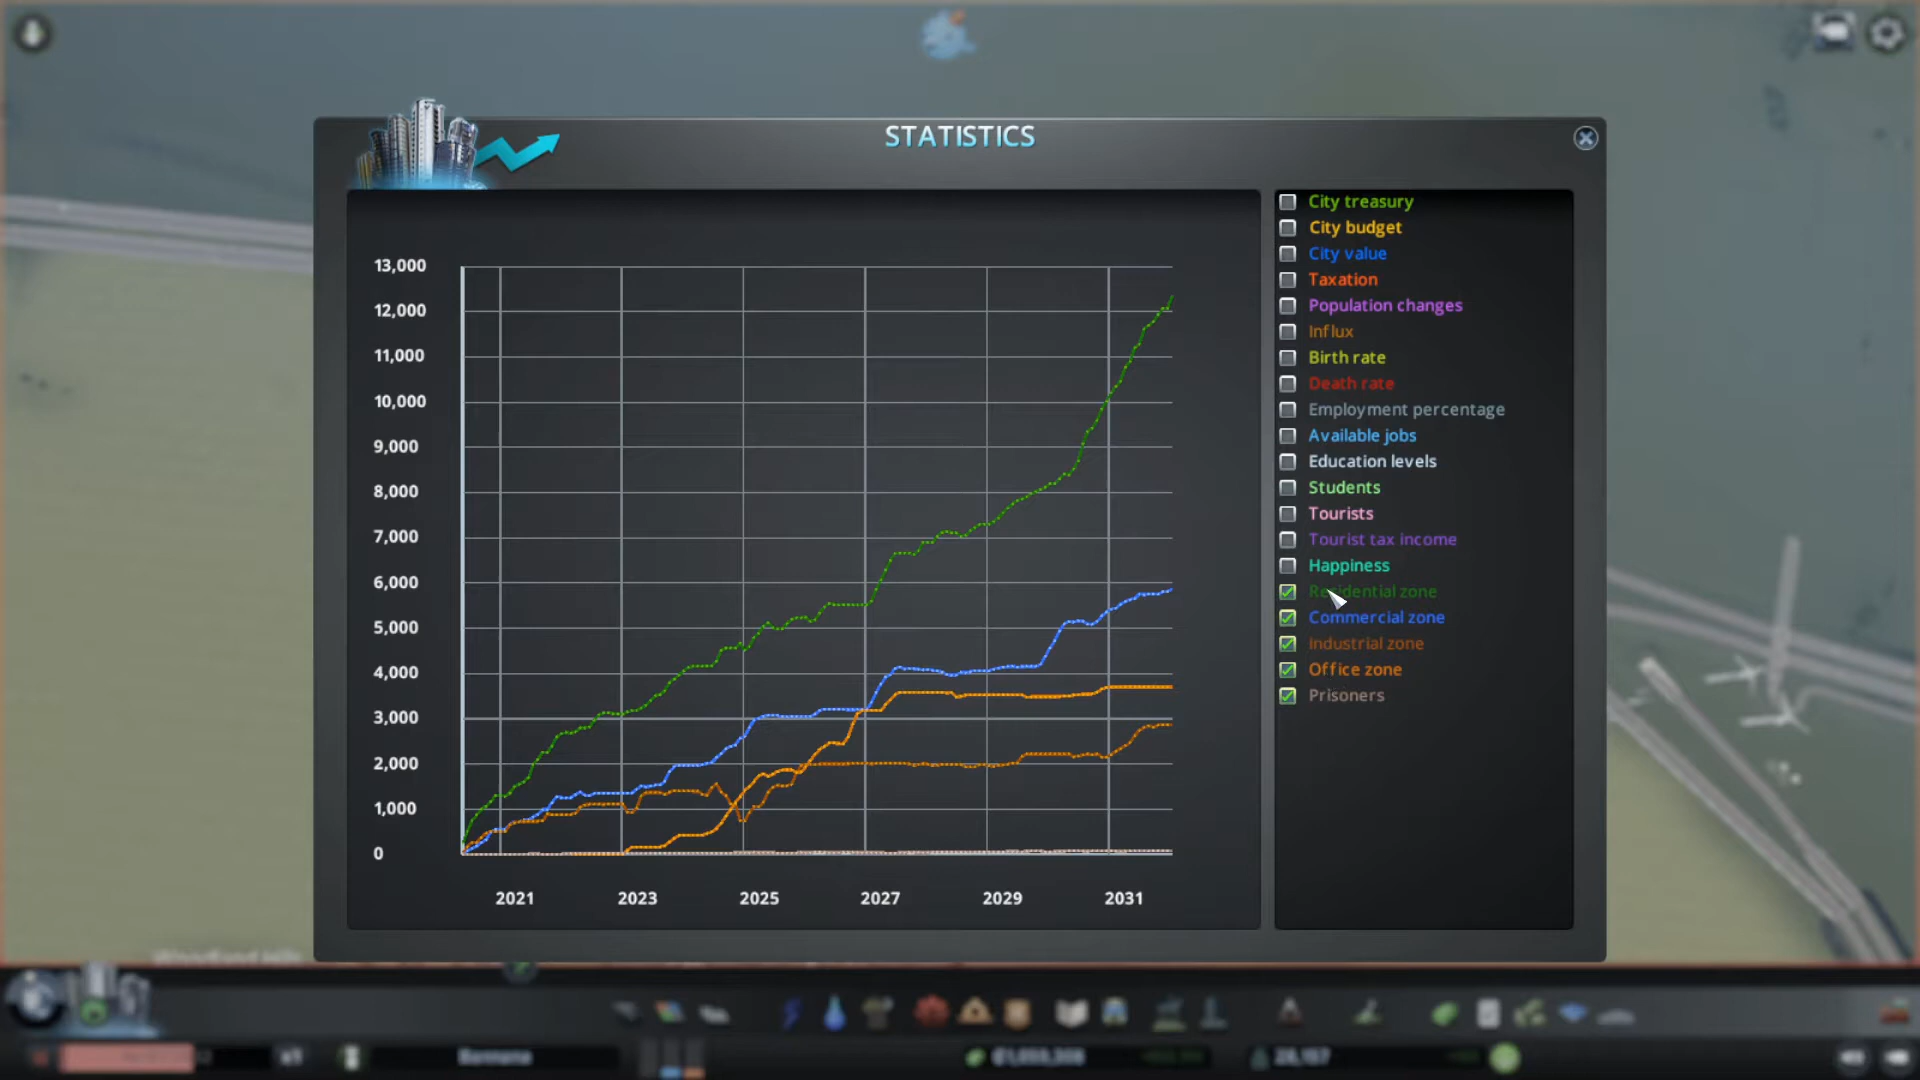 STATISTICS
13,000
12,000
11,000
10,000
9,000
8,000
7,000
6,000
5,000
4,000
3,000
2,000
1,000
0
2021 2023 2025 2027 2029 2031
City treasury
City budget
City value
Taxation
Population changes
Influx
Birth rate
Death rate
Employment percentage
Available jobs
Education levels
Students
Tourists
Tourist tax income
Happiness
Residential zone
Commercial zone
Industrial zone
Office zone
Prisoners